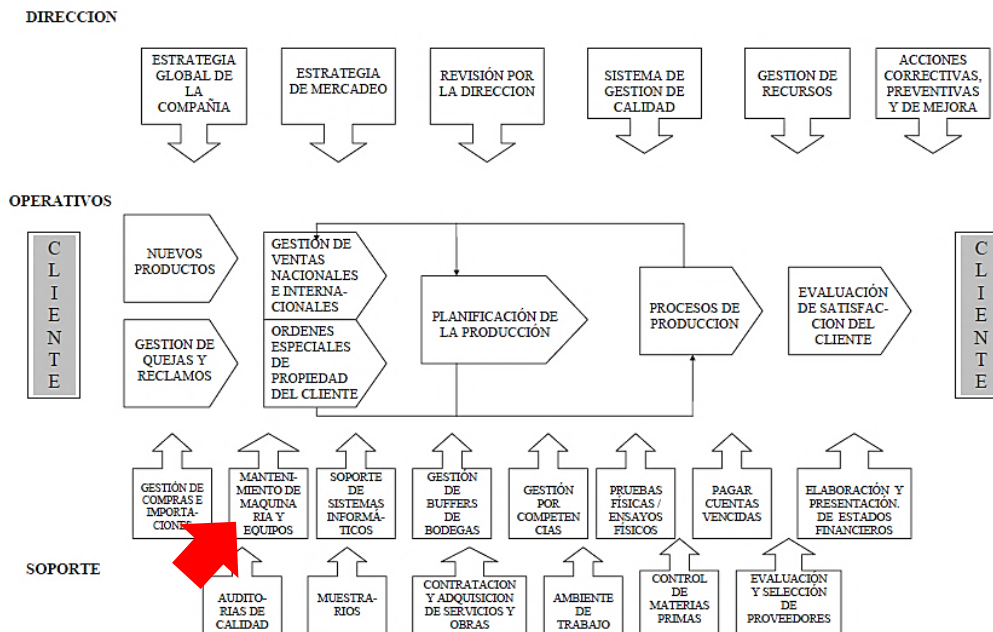 DIRECCION
ESTRATEGIA
GLOBAL DE
LA
COMPAÑIA
ESTRATEGIA
DE MERCADEO
REVISIÓN POR
LA DIRECCION
SISTEMA DE
GESTION DE
CALIDAD
GESTION DE
RECURSOS
ACCIONES
CORRECTIVAS,
PREVENTIVAS
Y DE MEJORA
OPERATIVOS
CLIENTE
NUEVOS
PRODUCTOS
GESTION DE
QUEJAS Y
RECLAMOS
GESTIÓN DE
VENTAS
NACIONALES
E INTERNA-
CIONALES
ORDENES
ESPECIALES
DE
PROPIEDAD
DEL CLIENTE
PLANIFICACIÓN DE
LA PRODUCCIÓN
PROCESOS DE
PRODUCCION
EVALUACIÓN
DE SATISFAC-
CION DEL
CLIENTE
CLIENTE
GESTIÓN DE
COMPRAS E
IMPORTA-
CIONES
MANTENI-
MIENTO DE
MAQUINA
RIA Y
EQUIPOS
SOPORTE
DE
SISTEMAS
INFORMÁ-
TICOS
GESTIÓN
DE
BUFFERS
DE
BODEGAS
GESTIÓN
POR
COMPETEN
CIAS
PRUEBAS
FÍSICAS /
ENSAYOS
FÍSICOS
PAGAR
CUENTAS
VENCIDAS
ELABORACIÓN Y
PRESENTACIÓN.
DE ESTADOS
FINANCIEROS
SOPORTE
AUDITO-
RIAS DE
CALIDAD
MUESTRA-
RIOS
CONTRATACION
Y ADQUISICION
DE SERVICIOS Y
OBRAS
AMBIENTE
DE
TRABAJO
CONTROL
DE
MATERIAS
PRIMAS
EVALUACIÓN
Y SELECCIÓN
DE
PROVEEDORES